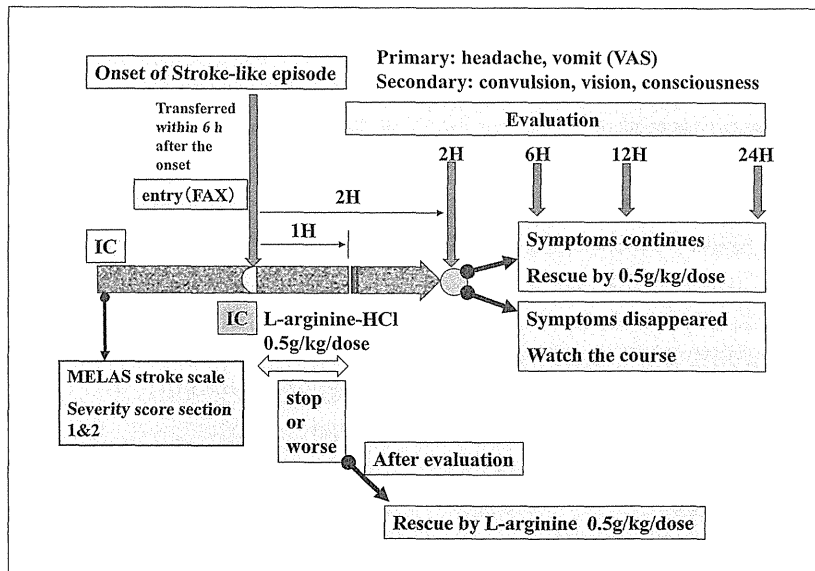 Onset of Stroke-like episode
Primary: headache, vomit (VAS)
Secondary: convulsion, vision, consciousness
Transferred
within 6 h
after the
onset
entry(FAX)
Evaluation
2H
6H
12H
24H
2H
1H
IC
Symptoms continues
Rescue by 0.5g/kg/dose
IC
L-arginine-HCl
0.5g/kg/dose
Symptoms disappeared
Watch the course
MELAS stroke scale
Severity score section
1&2
stop
or
worse
After evaluation
Rescue by L-arginine 0.5g/kg/dose